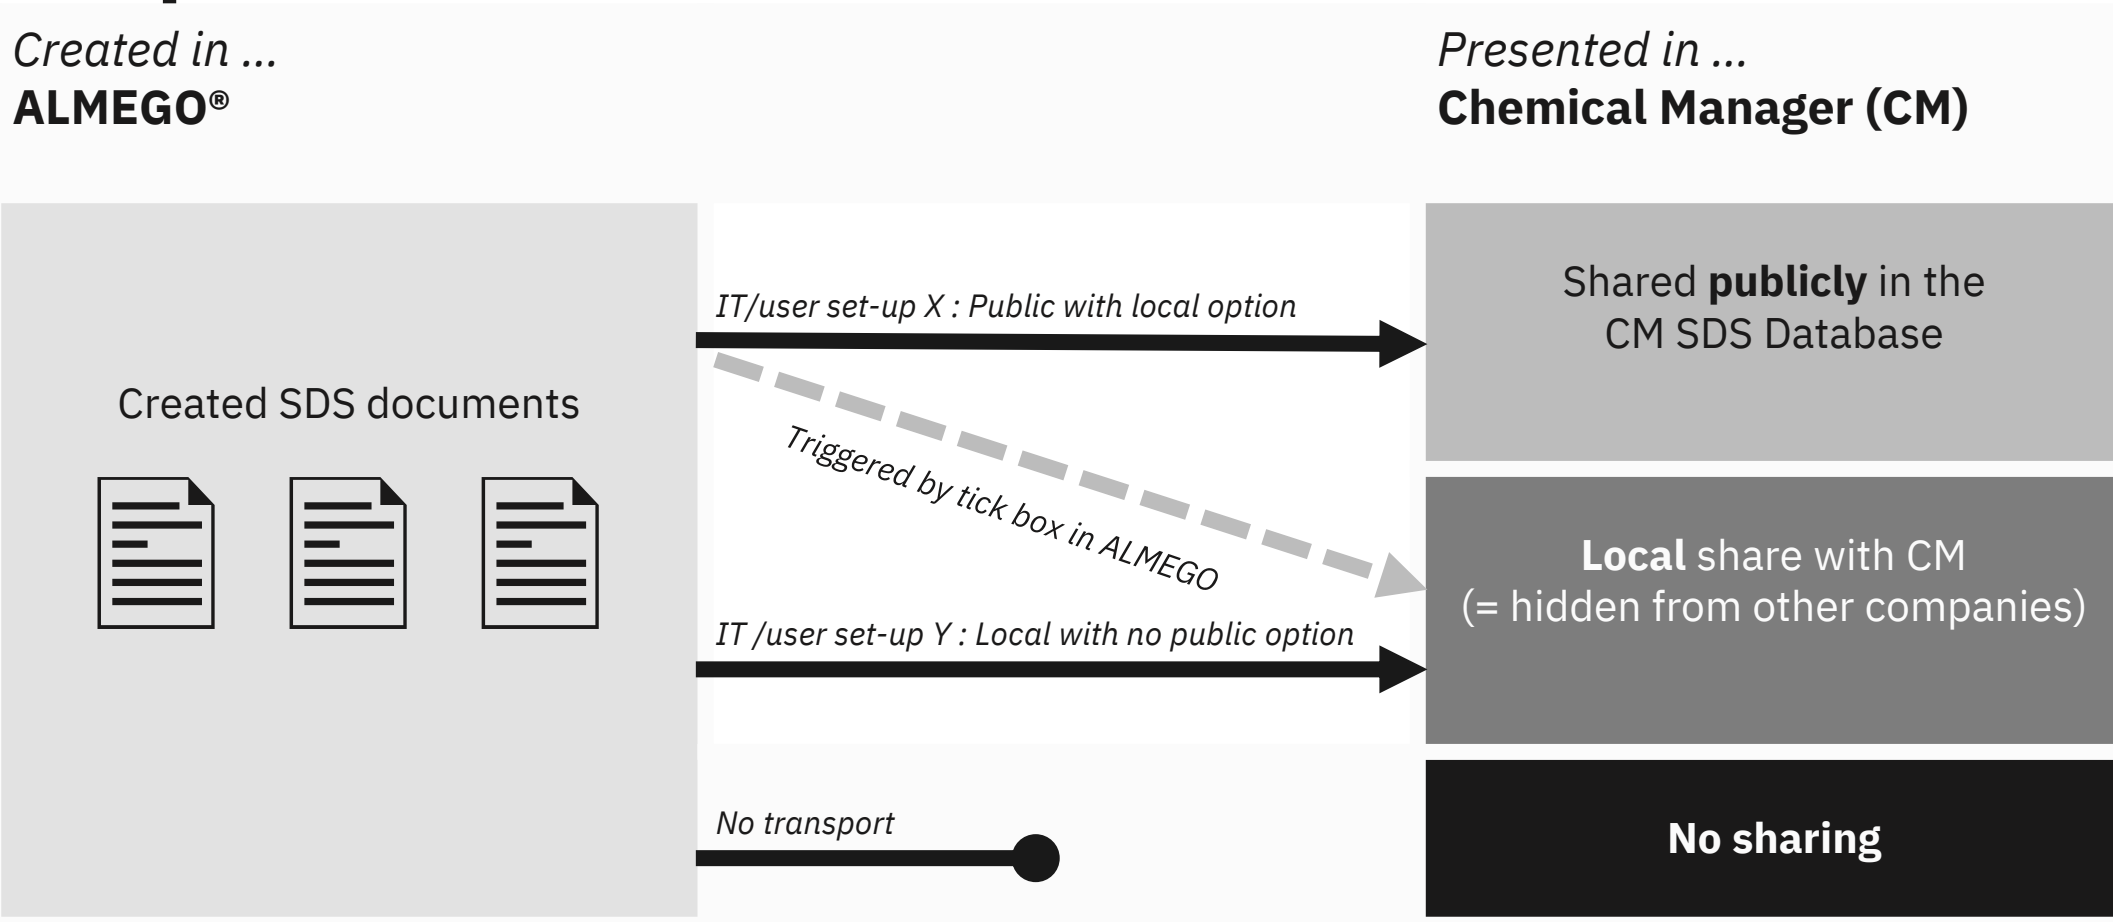 Created in ...
ALMEGO®
Presented in ...
Chemical Manager (CM)
Created SDS documents
IT/user set-up X : Public with local option
Triggered by tick box in ALMEGO
IT /user set-up Y : Local with no public option
No transport
Shared publicly in the
CM SDS Database
Local share with CM
(= hidden from other companies)
No sharing